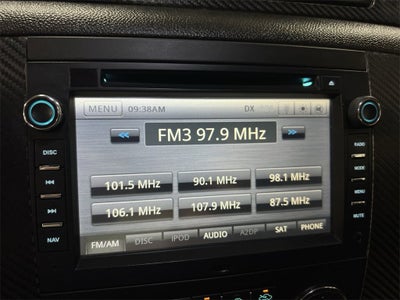 MENU 09:38AM DX
FM3 97.9 MHz
101.5 MHz 90.1 MHz 98.1 MHz
106.1 MHz 107.9 MHz 87.5 MHz
FM/AM DISC iPOD AUDIO A2DP SAT PHONE
DISC
NAV
RADIO
MODE
MENU
MUTE